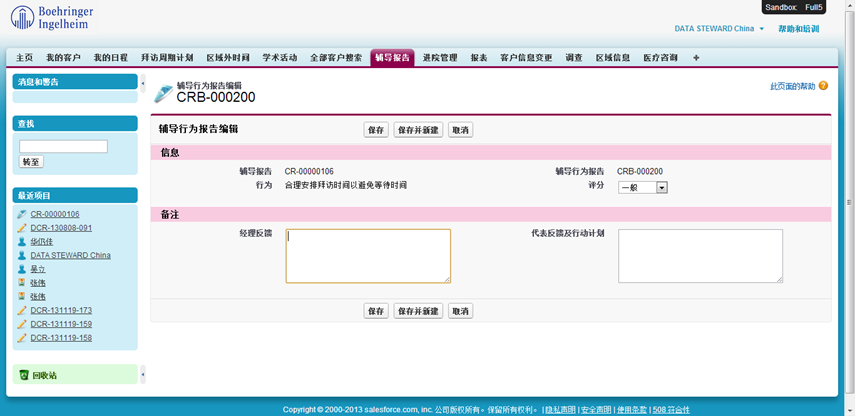 Boehringer
Ingelheim
Sandbox: Full5
DATA STEWARD China 帮助和培训
主页 我的客户 我的日程 拜访周期计划 区域外时间 学术活动 全部客户搜索 辅导报告 进院管理 报表 客户信息变更 调查 区域信息 医疗咨询 +
消息和警告
查找
转至
最近项目
CR-00000106
DCR-130808-091
华仍佳
DATA STEWARD China
吴立
张伟
张伟
DCR-131119-173
DCR-131119-159
DCR-131119-158
回收站
辅导行为报告编辑
CRB-000200
此页面的帮助 ?
辅导行为报告编辑 保存 保存并新建 取消
信息
辅导报告 CR-00000106 辅导行为报告 CRB-000200
行为 合理安排拜访时间以避免等待时间 评分 一般
备注
经理反馈 代表反馈及行动计划
保存 保存并新建 取消
Copyright © 2000-2013 salesforce.com, inc. 公司版权所有。保留所有权利。 | 隐私声明 | 安全声明 | 使用条款 | 508 符合性